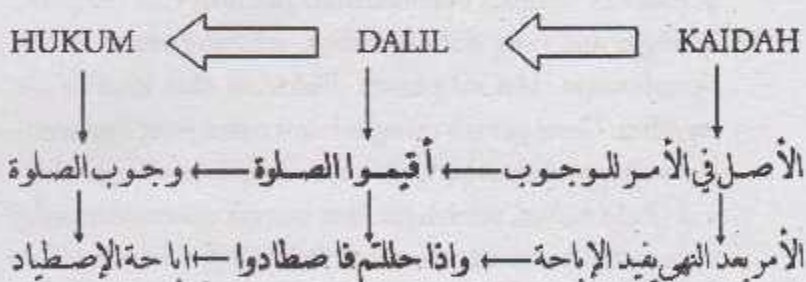 HUKUM DALIL KAIDAH
الأصل في الأمر للوجوب أقيموا الصلوة وجوب الصلوة
الأمر بعد النهي يفيد الإباحة واذا حللتم فاصطادوا اباحة الإصطياد